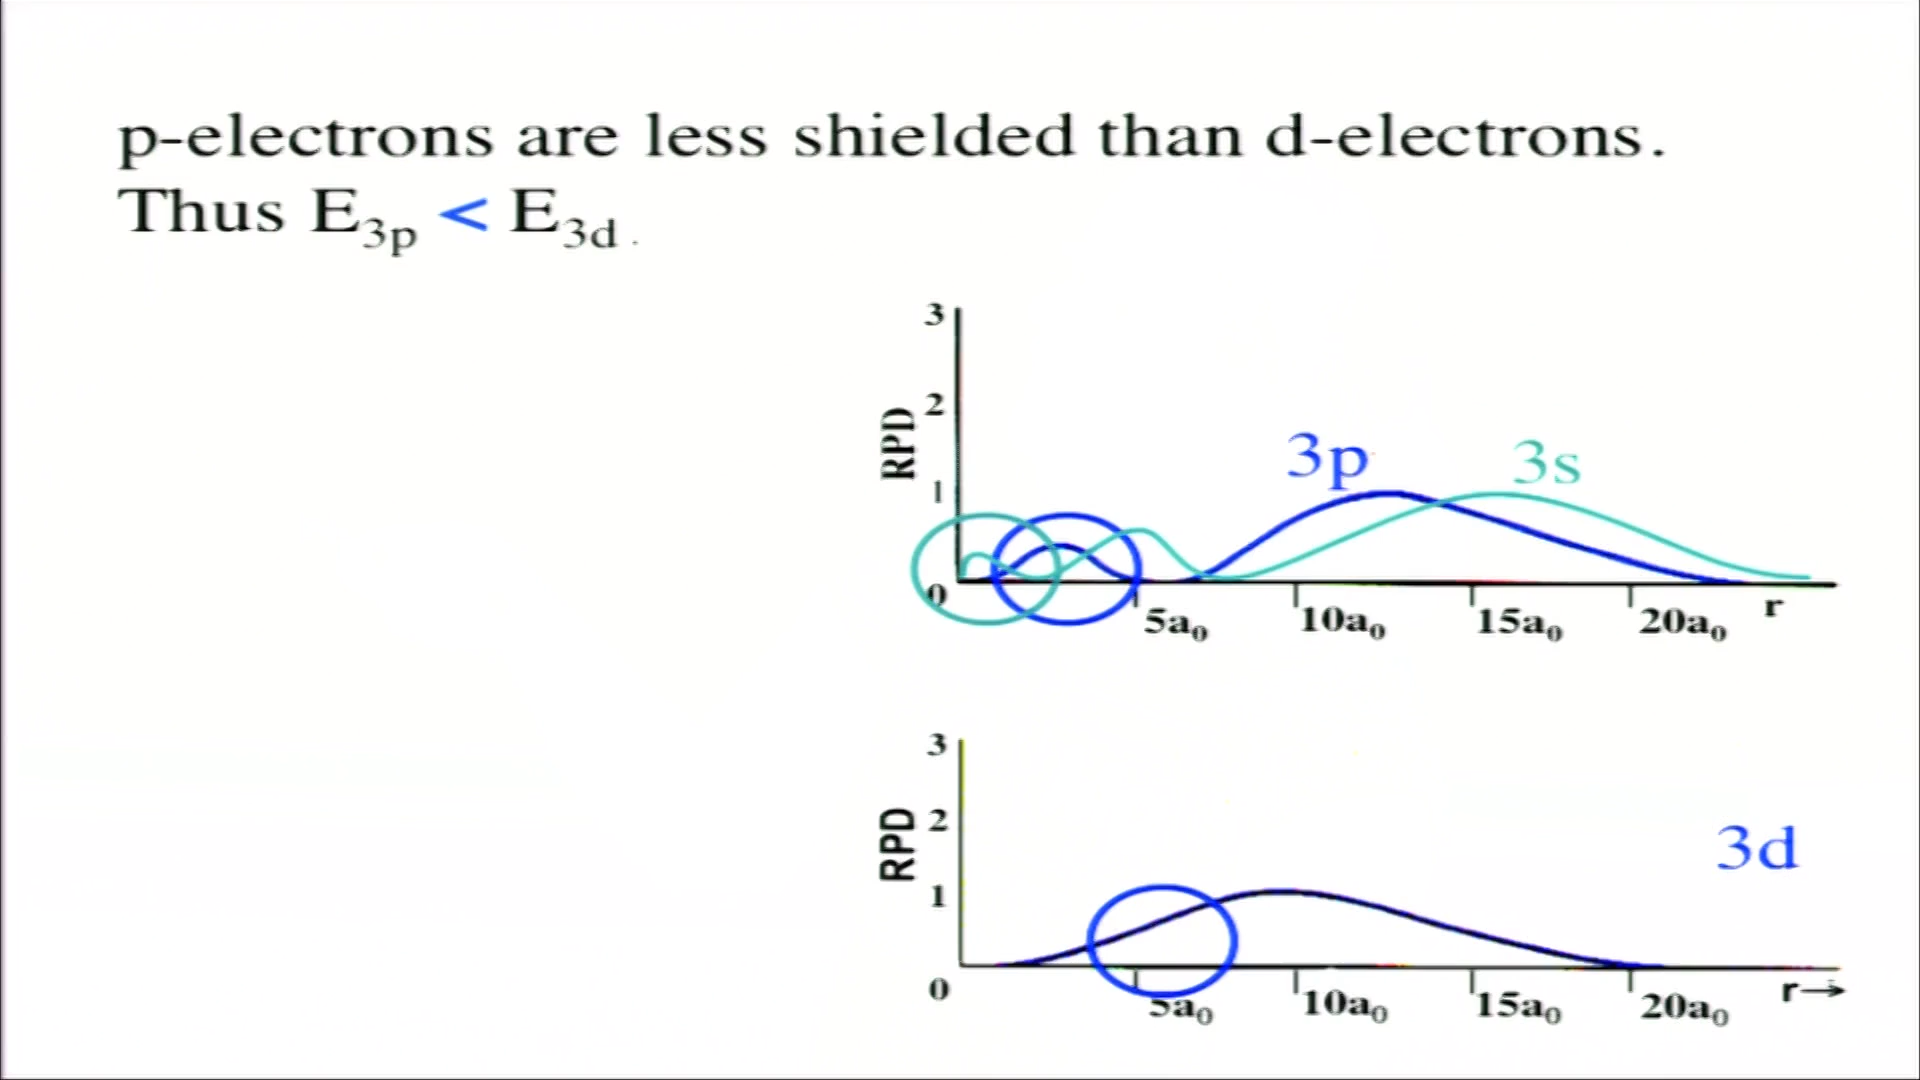 p-electrons are less shielded than d-electrons.
Thus E3p < E3d.
3
2
1
0
RPD
3p
3s
5a0
10a0
15a0
20a0
r
3
2
1
0
RPD
3d
5a0
10a0
15a0
20a0
r→